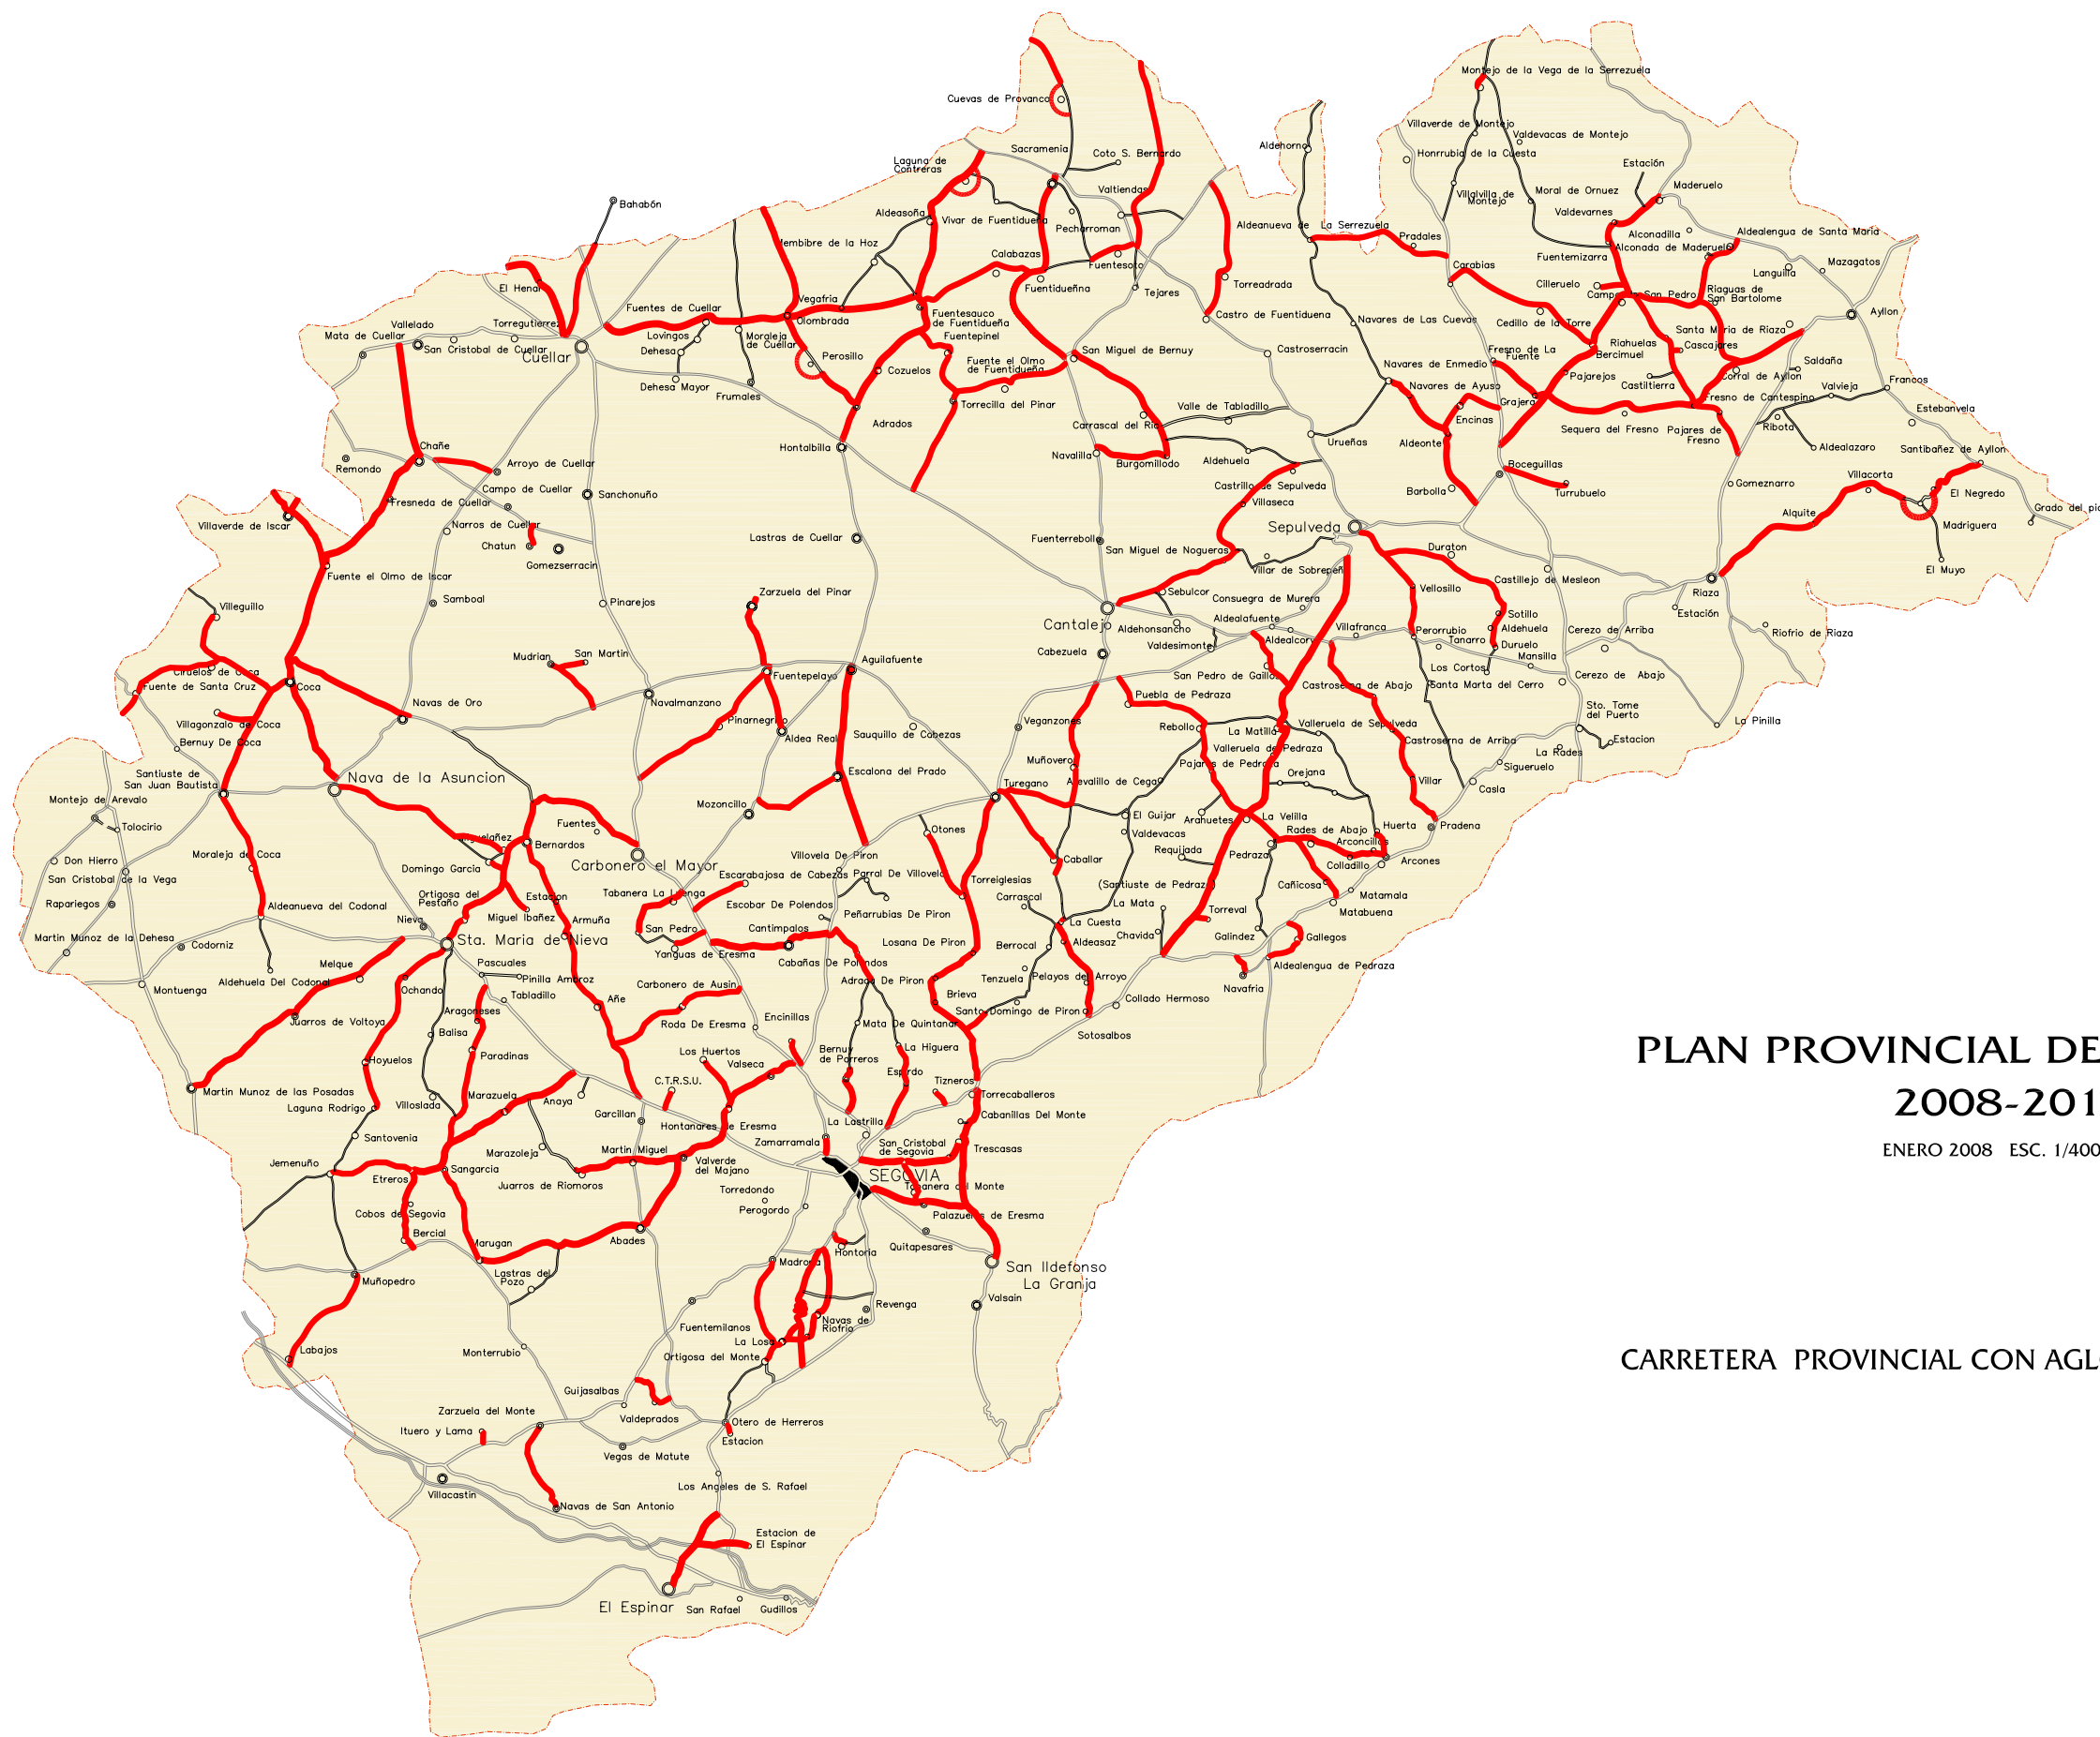 Montejo de la Vega de la Serrezuela
Cuevas de Provanco
Villaverde de Montejo
Valdevacas de Montejo
Aldehorno
Honrrubia de la Cuesta
Sacramenia
Coto S. Bernardo
Estación
Laguna de
Contreras
Maderuelo
Moral de Ornuez
Valtiendas
Villalvilla de
Montejo
Bahabón
Aldeasoña
Vivar de Fuentidueña
Valdevarnes
Pecharroman
Aldeanueva de La Serrezuela
Pradales
Alconadilla
Aldealengua de Santa Maria
Membibre de la Hoz
Alconada de Maderuelo
Calabazas
Fuentemizarra
Mazagatos
Fuentesoto
Carabias
Languilla
El Henar
Fuentidueñna
Tejares
Torreadrada
Cilleruelo
Riaguas de
San Bartolome
Campo de San Pedro
Vegafria
Fuentes de Cuellar
Olombrada
Fuentesauco
de Fuentidueña
Castro de Fuentiduena
Navares de Las Cuevas
Cedillo de la Torre
Ayllon
Vallelado
Torregutierrez
Mata de Cuellar
San Cristobal de Cuellar
Cuellar
Lovingos
Moraleja
de Cuellar
Fuentepinel
Santa Maria de Riaza
Dehesa
Perosillo
San Miguel de Bernuy
Castroserracin
Riahuelas
Cascajares
Fresno de La
Fuente
Bercimuel
Fuente el Olmo
de Fuentidueña
Navares de Enmedio
Saldaña
Cozuelos
Pajarejos
Corral de Ayllon
Dehesa Mayor
Frumales
Castiltierra
Francos
Navares de Ayuso
Valvieja
Torrecilla del Pinar
Grajera
Fresno de Cantespino
Valle de Tabladillo
Estebanvela
Adrados
Carrascal del Rio
Encinas
Sequera del Fresno
Pajares de
Fresno
Ribota
Chañe
Hontalbilla
Urueñas
Aldeonte
Aldealazaro
Santibañez de Ayllon
Remondo
Arroyo de Cuellar
Navalilla
Burgomillodo
Aldehuela
Boceguillas
Villacorta
Campo de Cuellar
Castrillo de Sepulveda
Barbolla
Turrubuelo
Gomeznarro
El Negredo
Sanchonuño
Fresneda de Cuellar
Villaseca
Grado del pic
Villaverde de Iscar
Narros de Cuellar
Alquite
Madriguera
Sepulveda
Lastras de Cuellar
Fuenterrebollo
Chatun
San Miguel de Nogueras
Duraton
Gomezserracin
Villar de Sobrepeña
El Muyo
Fuente el Olmo de Iscar
Castillejo de Mesleon
Vellosillo
Zarzuela del Pinar
Sebulcor
Riaza
Villeguillo
Samboal
Pinarejos
Consuegra de Murera
Sotillo
Estación
Cantalejo
Aldehonsancho
Aldealafuente
Villafranca
Aldehuela
Cerezo de Arriba
Riofrio de Riaza
Perorrubio
Aldealcorvo
Tanarro
Duruelo
Valdesimonte
Mudrian
San Martin
Cabezuela
Mansilla
Aguilafuente
Ciruelos de Coca
Los Cortos
Fuentepelayo
San Pedro de Gaillos
Cerezo de Abajo
Fuente de Santa Cruz
Coca
Castroserna de Abajo
Santa Marta del Cerro
Puebla de Pedraza
Navas de Oro
Navalmanzano
Sto. Tome
del Puerto
La Pinilla
Villagonzalo de Coca
Pinarnegrillo
Veganzones
Rebollo
La Matilla
Valleruela de Sepulveda
Aldea Real
Sauquillo de Cabezas
Estacion
Bernuy De Coca
Castroserna de Arriba
Valleruela de Pedraza
La Rades
Muñovero
Pajares de Pedraza
Sigueruelo
Santiuste de
San Juan Bautista
Nava de la Asuncion
Escalona del Prado
Orejana
Arevalillo de Cega
Villar
Turegano
Casla
Montejo de Arevalo
Mozoncillo
El Guijar
Arahuetes
La Velilla
Tolocirio
Fuentes
Otones
Valdevacas
Rades de Abajo
Huerta
Pradena
Bernardos
Arconcillos
Requijada
Moraleja de Coca
Villovela De Piron
Pedraza
Don Hierro
Domingo Garcia
Carbonero el Mayor
Caballar
Colladillo
Arcones
San Cristobal de la Vega
Escarabajosa de Cabezas
Parral De Villovela
Torreiglesias
(Santiuste de Pedraza)
Cañicosa
Ortigosa del
Pestaño
Estacion
Tabanera La Luenga
Carrascal
Matamala
Rapariegos
Aldeanueva del Codonal
Escobar De Polendos
La Mata
Torreval
Matabuena
Nieva
Miguel Ibañez
Armuña
Peñarrubias De Piron
La Cuesta
San Pedro
Cantimpalos
Chavida
Galindez
Gallegos
Martin Munoz de la Dehesa
Codorniz
Sta. Maria de Nieva
Losana De Piron
Berrocal
Aldeasaz
Yanguas de Eresma
Melque
Pascuales
Cabañas De Polendos
Aldealengua de Pedraza
Aldehuela Del Codonal
Pinilla Ambroz
Adrada De Piron
Tenzuela
Pelayos del Arroyo
Montuenga
Ochando
Tabladillo
Carbonero de Ausin
Navafria
Añe
Brieva
Collado Hermoso
Aragoneses
Santo Domingo de Piron
Juarros de Voltoya
Encinillas
Balisa
Roda De Eresma
Mata De Quintanar
Sotosalbos
Paradinas
Los Huertos
Bernuy
de Porreros
La Higuera
Hoyuelos
Valseca
Espirdo
C.T.R.S.U.
Tizneros
Martin Munoz de las Posadas
Marazuela
Torrecaballeros
Villoslada
Anaya
Laguna Rodrigo
Garcillan
Cabanillas Del Monte
Hontanares de Eresma
La Lastrilla
Santovenia
Zamarramala
San Cristobal
de Segovia
Trescasas
Marazoleja
Martin Miguel
Jemenuño
Sangarcia
Valverde
del Majano
SEGOVIA
Etreros
Juarros de Riomoros
Torredondo
Tabanera del Monte
Cobos de Segovia
Perogordo
Palazuelos de Eresma
Bercial
Marugan
Abades
Quitapesares
Hontoria
Madrona
Lastras del
Pozo
San Ildefonso
La Granja
Muñopedro
Revenga
Valsain
Fuentemilanos
Navas de
Riofrio
La Losa
Labajos
Monterrubio
Ortigosa del Monte
Guijasalbas
Zarzuela del Monte
Valdeprados
Otero de Herreros
Ituero y Lama
Estacion
Vegas de Matute
Los Angeles de S. Rafael
Villacastin
Navas de San Antonio
Estacion de
El Espinar
El Espinar
San Rafael
Gudillos
PLAN PROVINCIAL DE
2008-201
ENERO 2008 ESC. 1/400
CARRETERA PROVINCIAL CON AGL